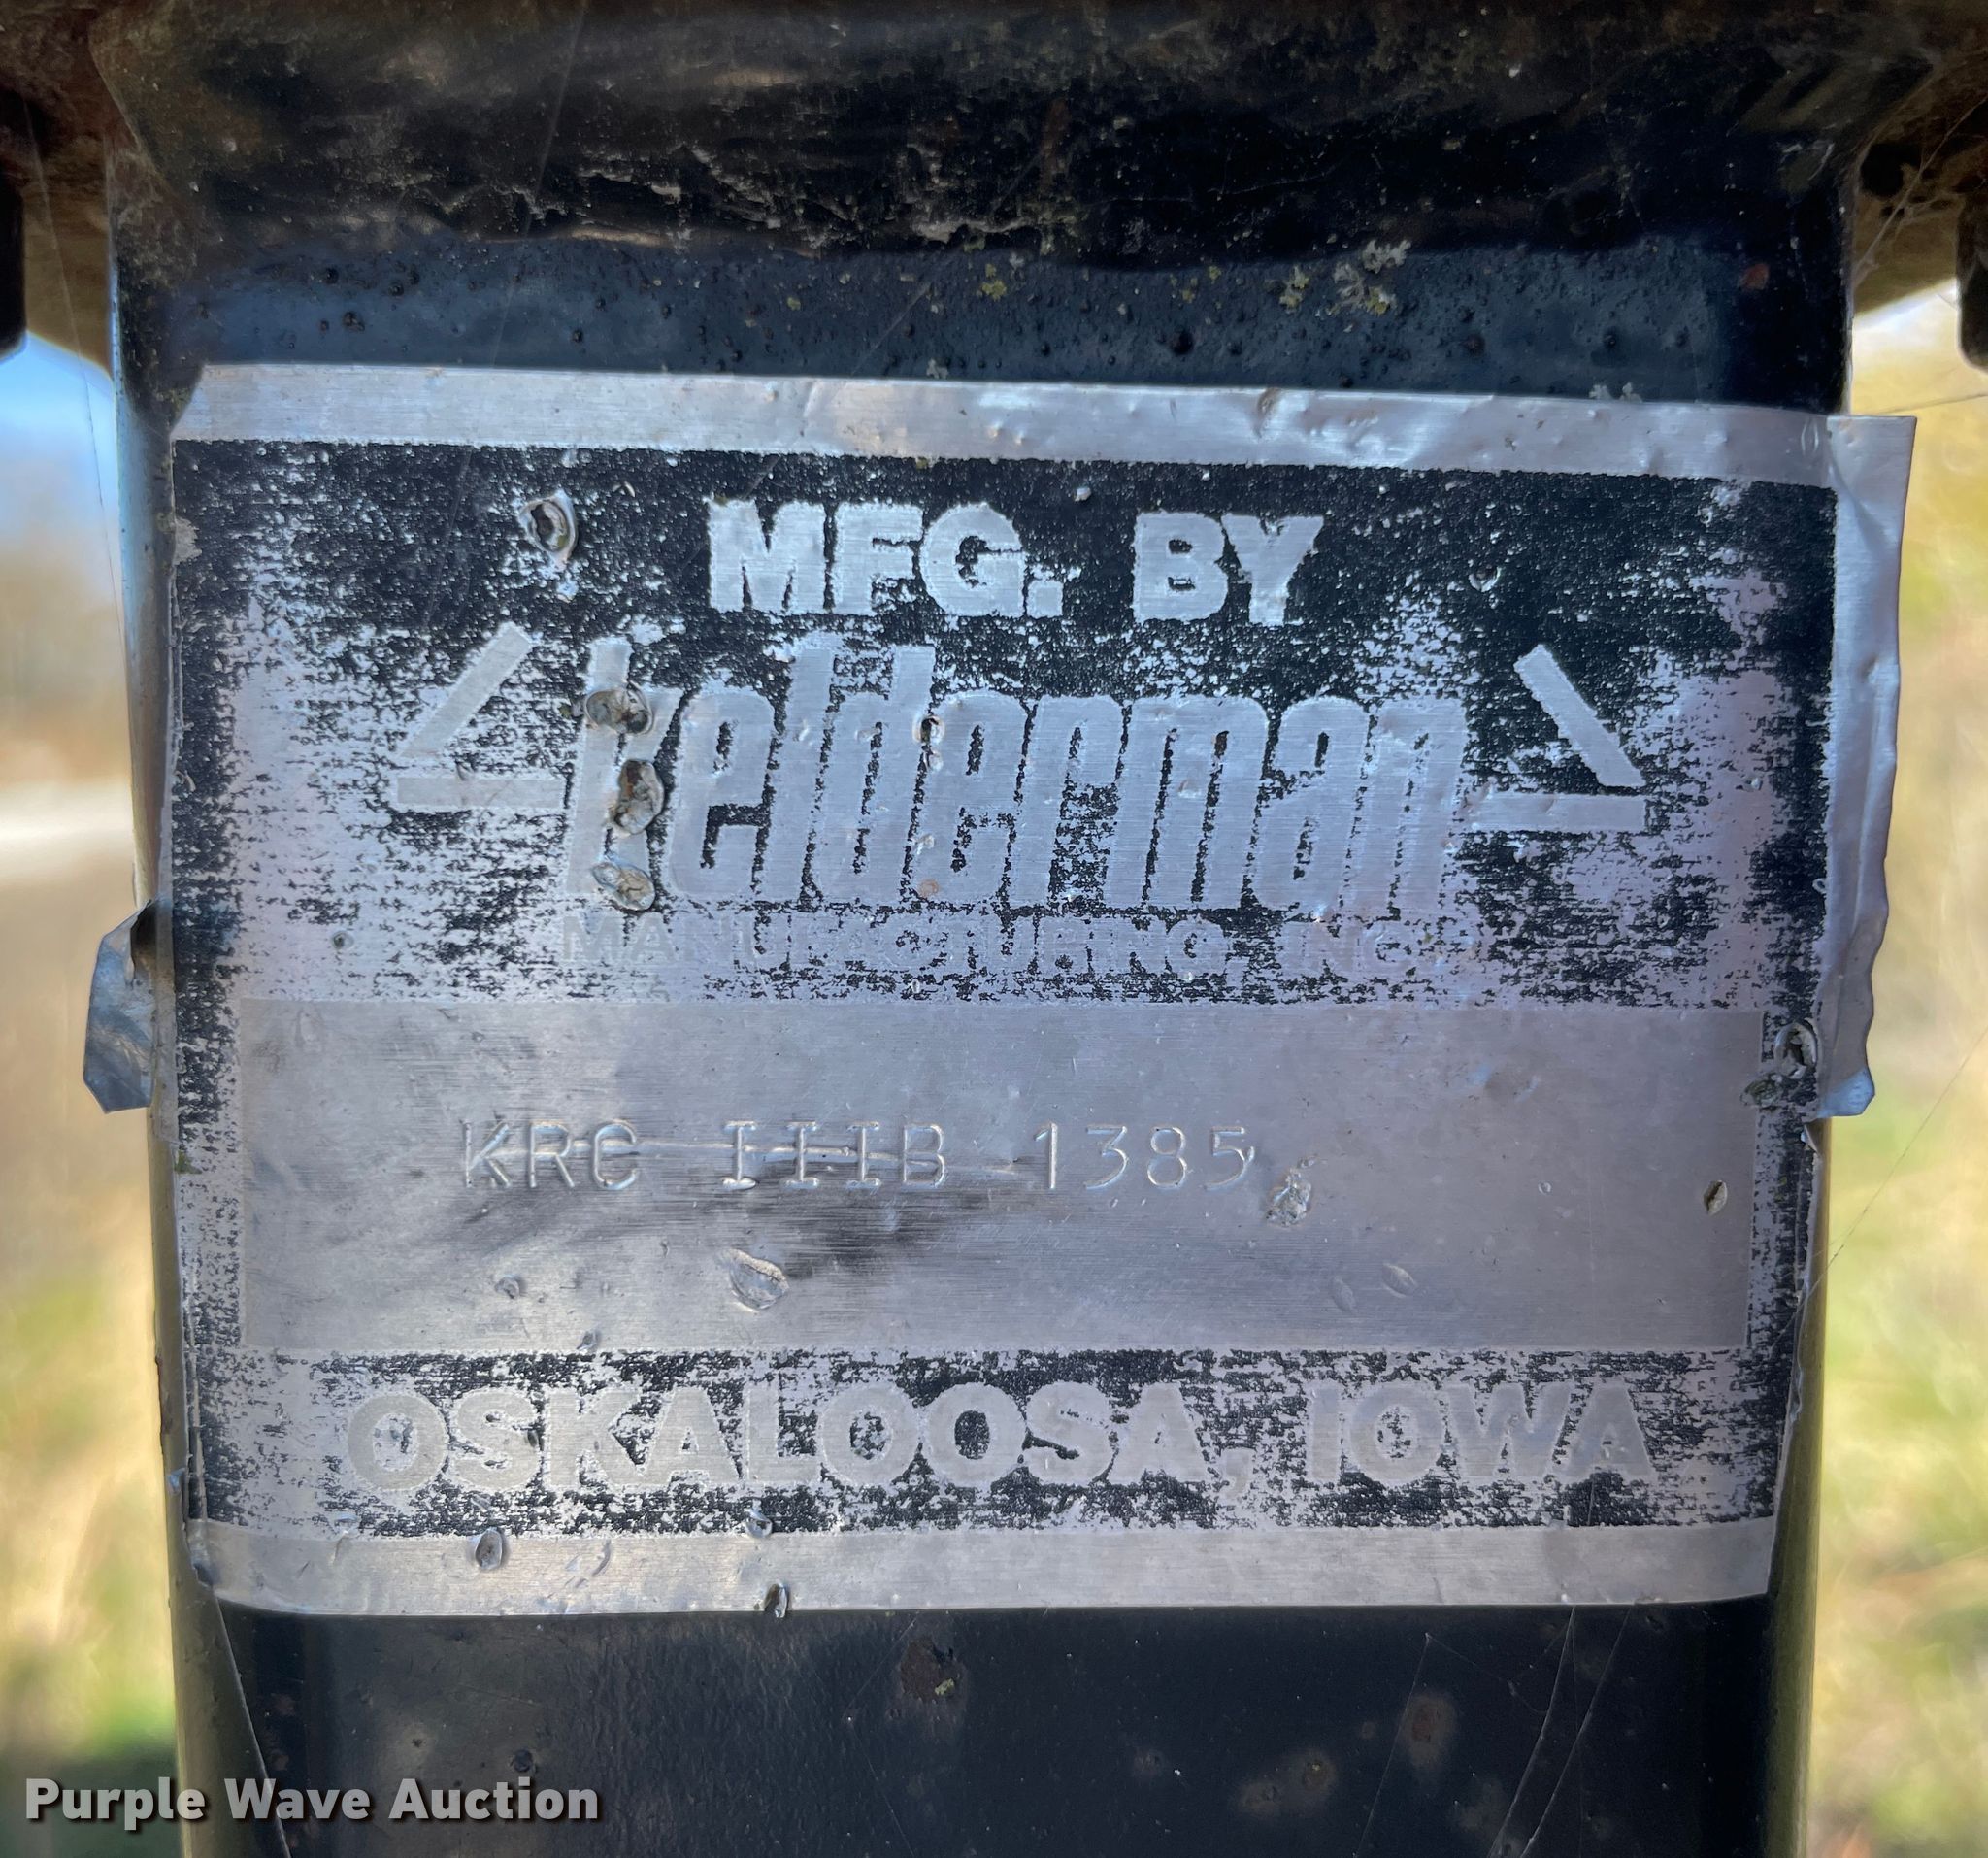 MFG. BY
Kelderman
MANUFACTURING, INC.
KRC IIIB 1385
OSKALOOSA, IOWA
Purple Wave Auction